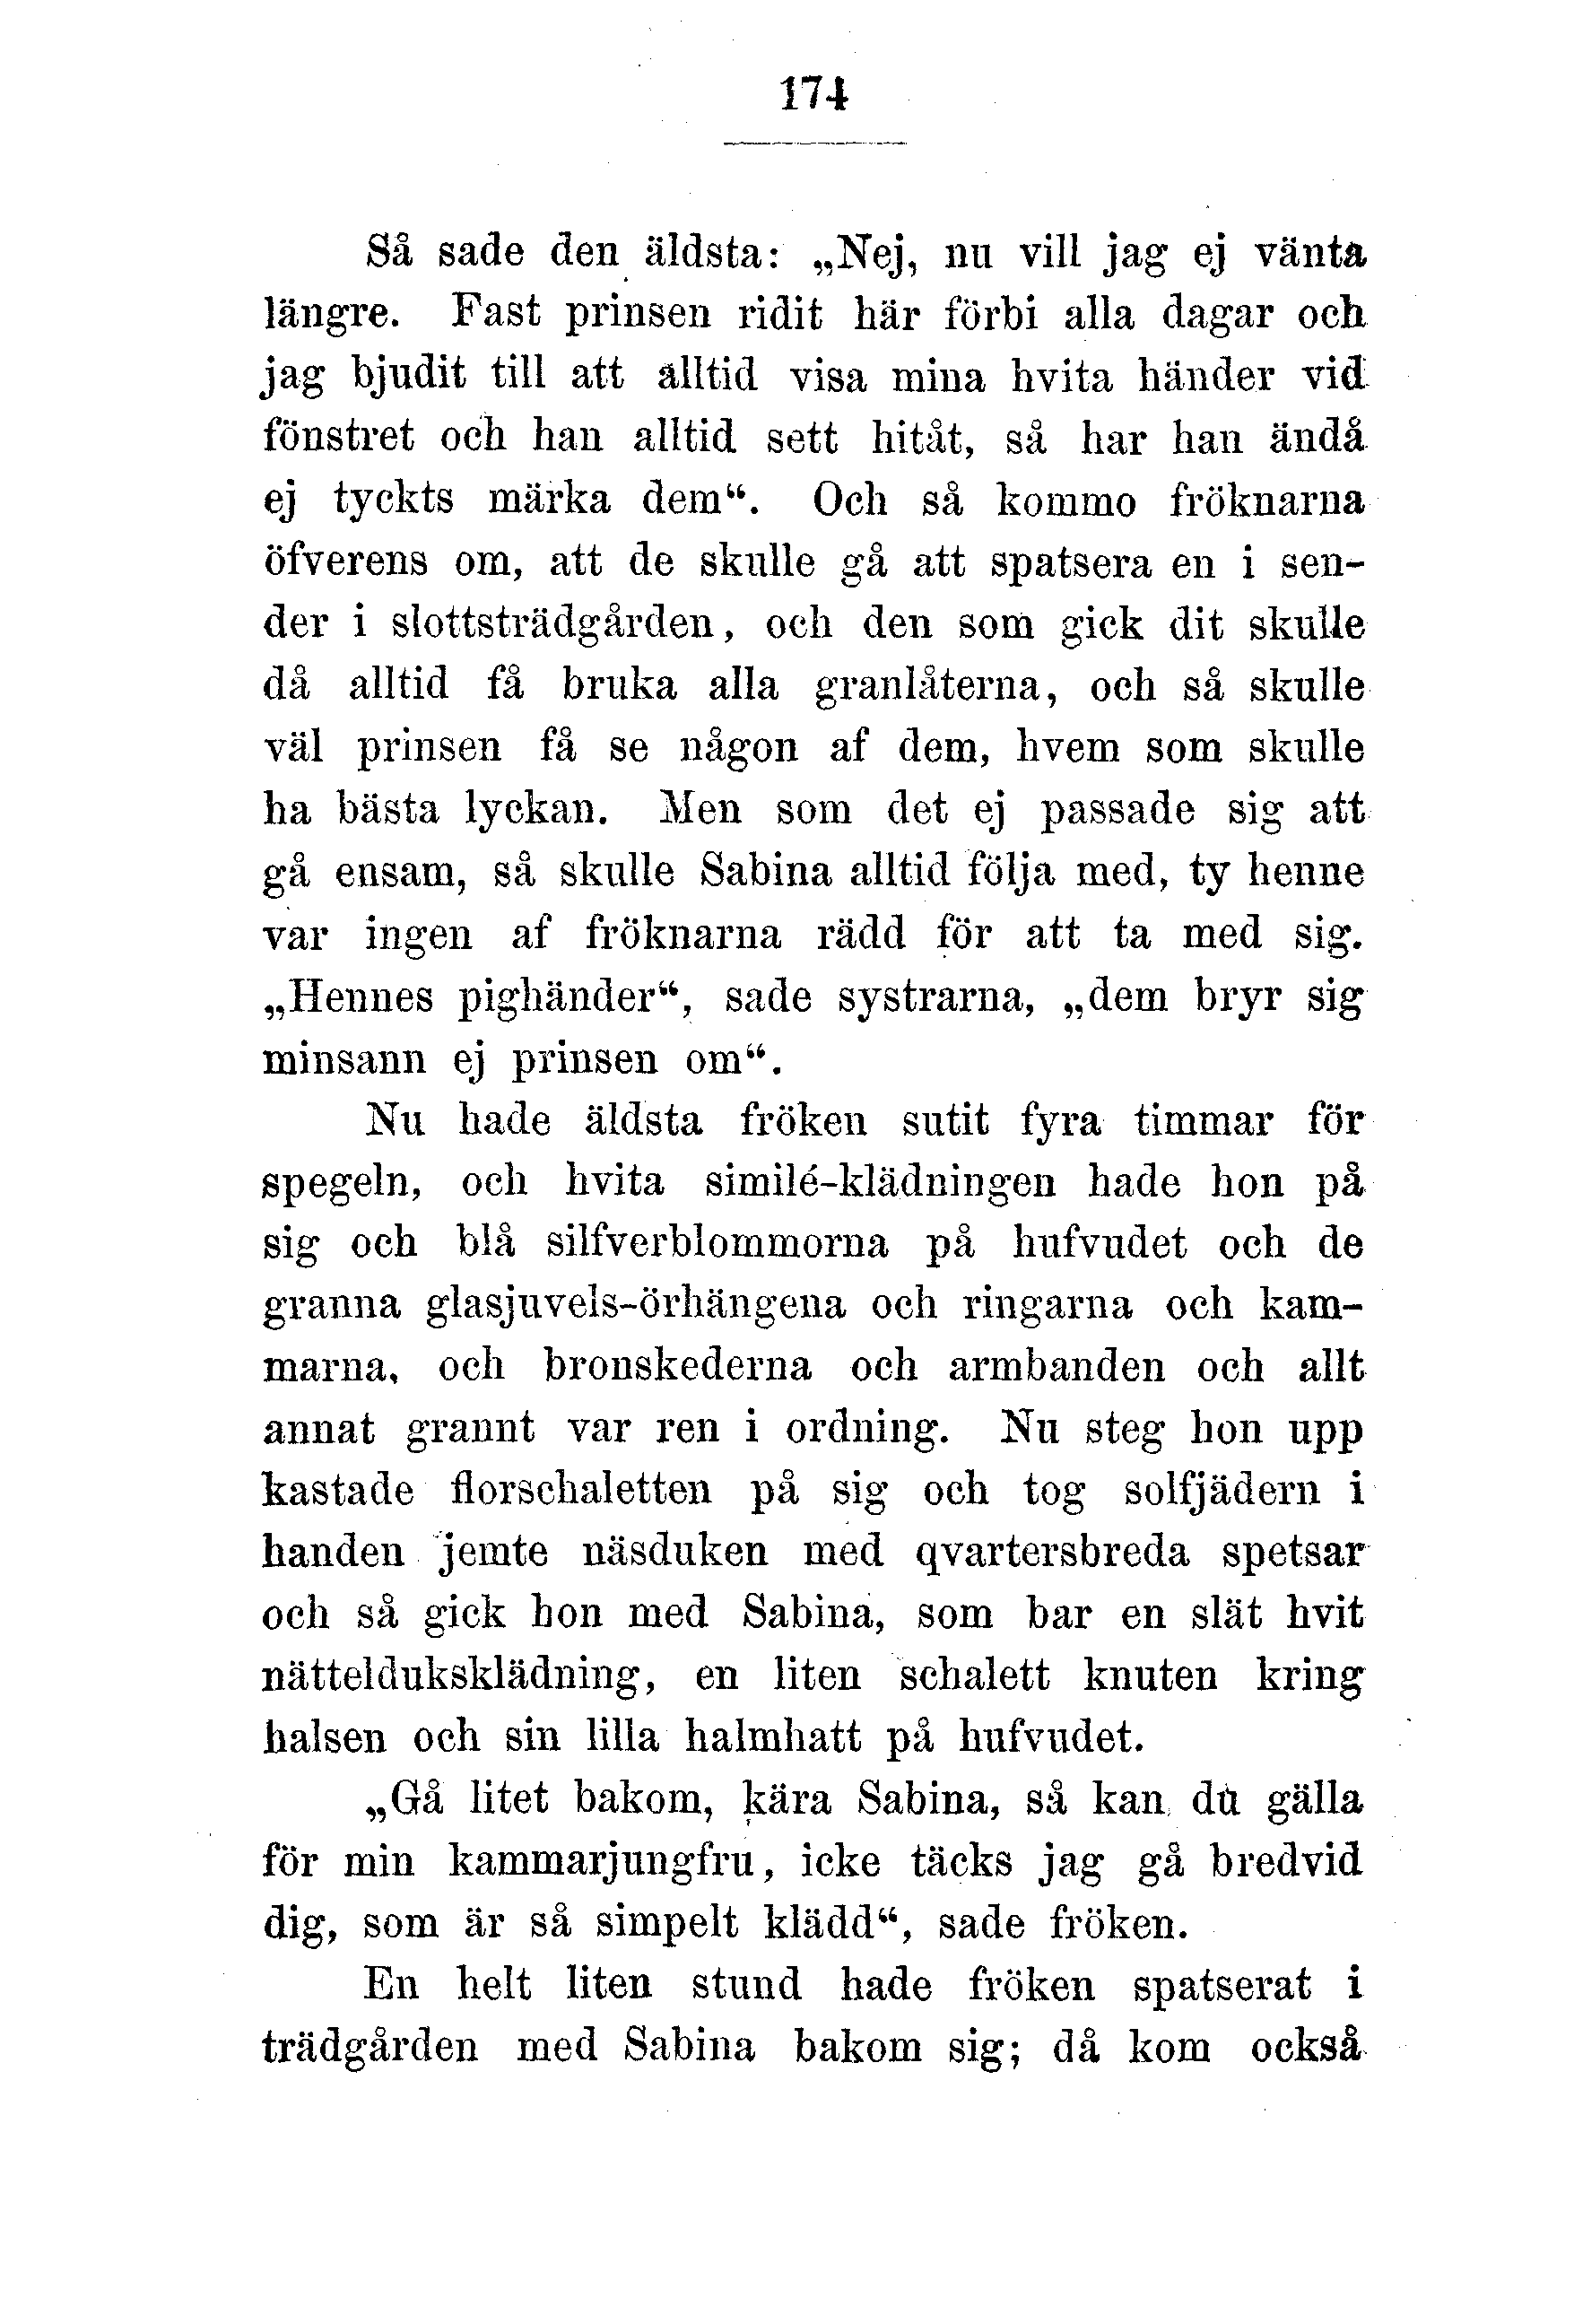 174
Så sade den äldsta: „Nej, nu vill jag ej vänta
längre. Fast prinsen ridit här förbi alla dagar och
jag bjudit till att alltid visa mina hvita händer vid
fönstret och han alltid sett hitåt, så har han ändå
ej tyckts märka dem“. Och så kommo fröknarna
öfverens om, att de skulle gå att spatsera en i sen-
der i slottsträdgården, och den som gick dit skulle
då alltid få bruka alla granlåterna, och så skulle
väl prinsen få se någon af dem, hvem som skulle
ha bästa lyckan. Men som det ej passade sig att
gå ensam, så skulle Sabina alltid följa med, ty henne
var ingen af fröknarna rädd för att ta med sig.
„Hennes pighänder“, sade systrarna, „dem bryr sig
minsann ej prinsen om“.
Nu hade äldsta fröken sutit fyra timmar för
spegeln, och hvita similé-klädningen hade hon på
sig och blå silfverblommorna på hufvudet och de
granna glasjuvels-örhängena och ringarna och kam-
marna, och bronskederna och armbanden och allt
annat grannt var ren i ordning. Nu steg hon upp
kastade florschaletten på sig och tog solfjädern i
handen jemte näsduken med qvartersbreda spetsar
och så gick hon med Sabina, som bar en slät hvit
nättelduksklädning, en liten schalett knuten kring
halsen och sin lilla halmhatt på hufvudet.
„Gå litet bakom, kära Sabina, så kan du gälla
för min kammarjungfru, icke täcks jag gå bredvid
dig, som är så simpelt klädd“, sade fröken.
En helt liten stund hade fröken spatserat i
trädgården med Sabina bakom sig; då kom också